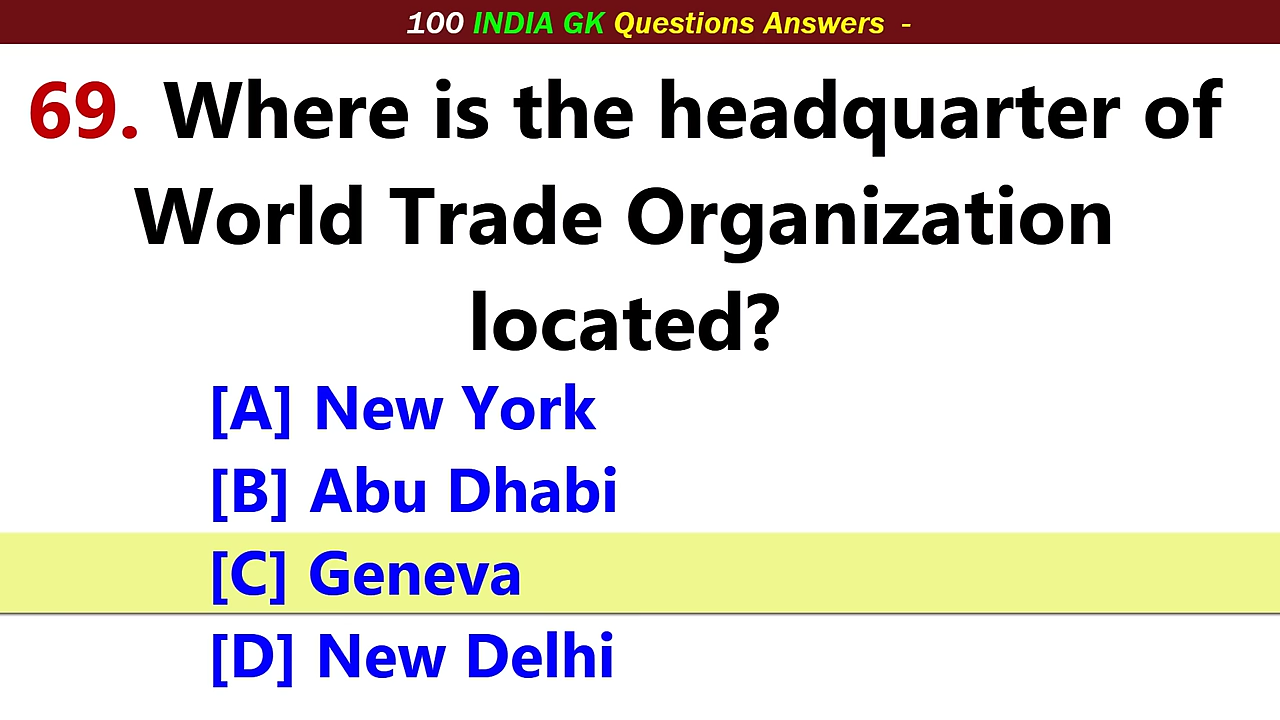 100 INDIA GK Questions Answers -
69. Where is the headquarter of
World Trade Organization
located?
[A] New York
[B] Abu Dhabi
[C] Geneva
[D] New Delhi